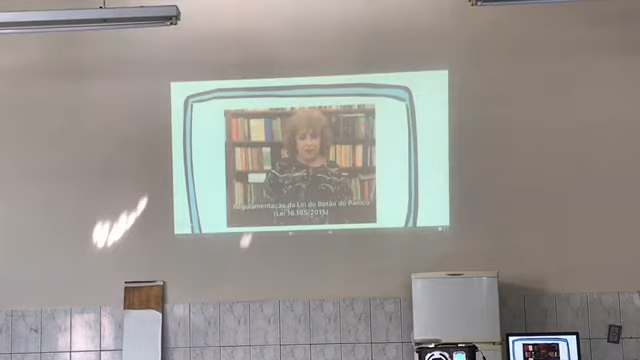 Regulamentação da Lei do Botão do Pânico
(Lei 16.165/2015)